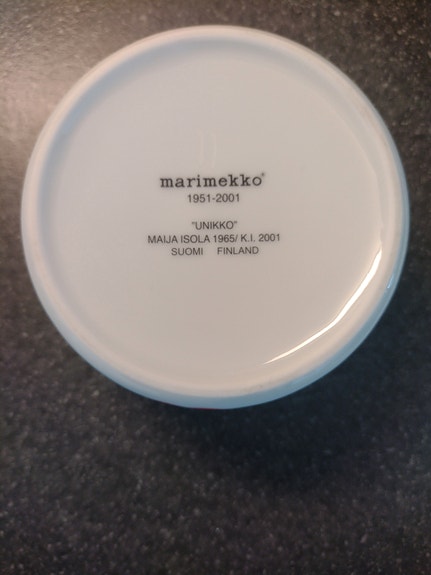 marimekko®
1951-2001
"UNIKKO"
MAIJA ISOLA 1965/ K.I. 2001
SUOMI FINLAND